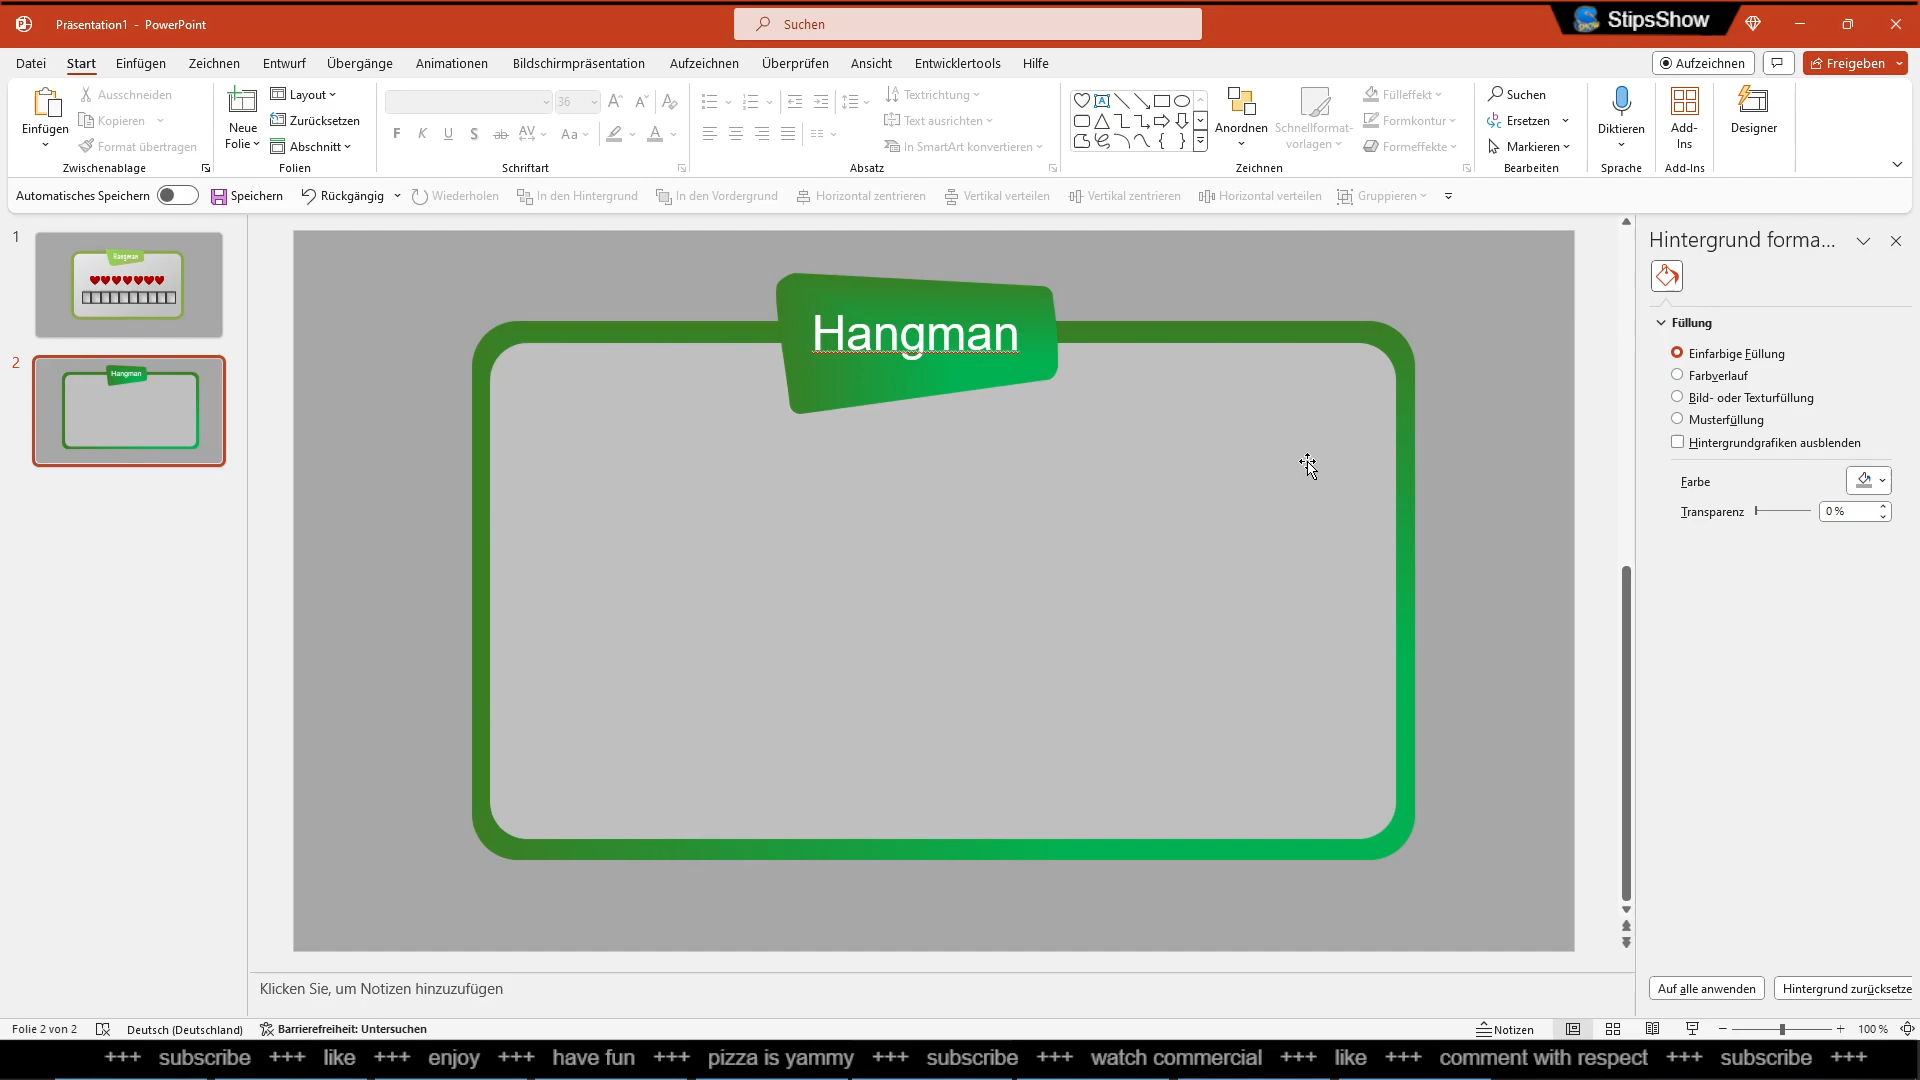 Präsentation1 - PowerPoint
Suchen
StipsShow
Datei Start Einfügen Zeichnen Entwurf Übergänge Animationen Bildschirmpräsentation Aufzeichnen Überprüfen Ansicht Entwicklertools Hilfe
Aufzeichnen
Freigeben
Einfügen
Ausschneiden
Kopieren
Format übertragen
Zwischenablage
Neue
Folie
Layout
Zurücksetzen
Abschnitt
Folien
36
F K U S ab AV Aa A
Schriftart
Textrichtung
Text ausrichten
In SmartArt konvertieren
Absatz
Anordnen
Schnellformat-
vorlagen
Fülleffekt
Formkontur
Formeffekte
Zeichnen
Suchen
Ersetzen
Markieren
Bearbeiten
Diktieren
Sprache
Add-
Ins
Add-Ins
Designer
Automatisches Speichern Speichern Rückgängig Wiederholen In den Hintergrund In den Vordergrund Horizontal zentrieren Vertikal verteilen Vertikal zentrieren Horizontal verteilen Gruppieren
1
Hangman
2
Hangman
Hangman
Hintergrund forma...
Füllung
Einfarbige Füllung
Farbverlauf
Bild- oder Texturfüllung
Musterfüllung
Hintergrundgrafiken ausblenden
Farbe
Transparenz 0 %
Auf alle anwenden
Hintergrund zurücksetze
Klicken Sie, um Notizen hinzuzufügen
Folie 2 von 2 Deutsch (Deutschland) Barrierefreiheit: Untersuchen Notizen 100 %
+++ subscribe +++ like +++ enjoy +++ have fun +++ pizza is yammy +++ subscribe +++ watch commercial +++ like +++ comment with respect +++ subscribe +++